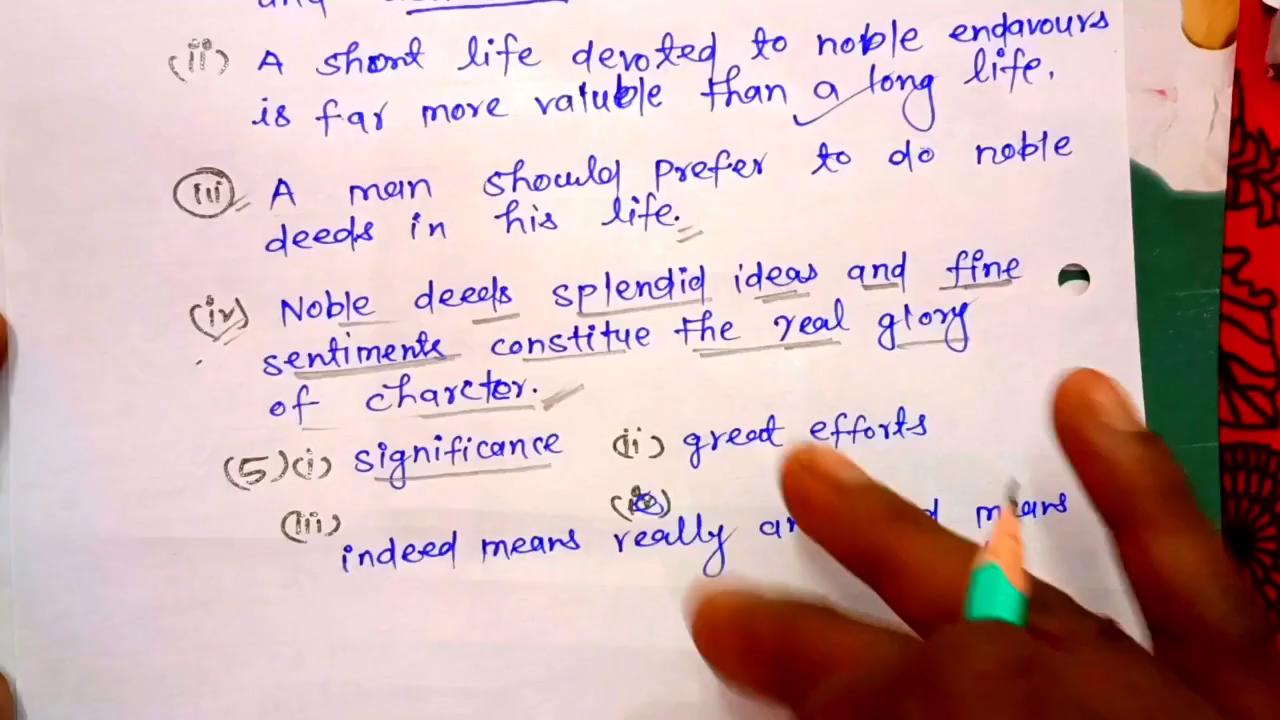 (ii) A short life devoted to noble endavours
is far more valuble than a long life.
(iii) A man should prefer to do noble
deeds in his life.
(iv) Noble deeds splendid ideas and fine
sentiments constitue the real glory
of charcter.
(5)(i) significance (ii) great efforts
(iii)
indeed means really means